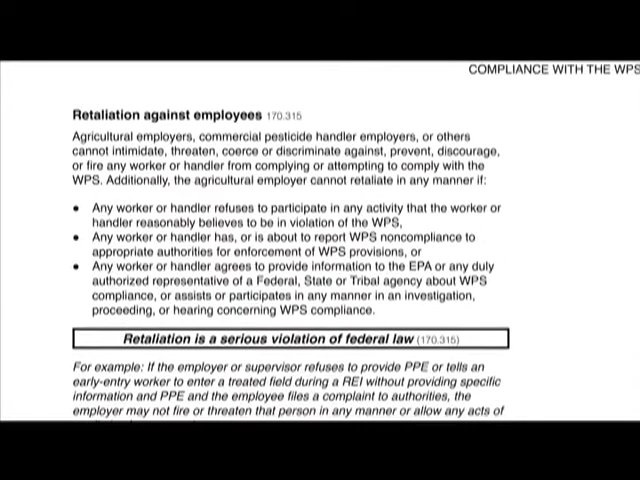 COMPLIANCE WITH THE WPS
Retaliation against employees 170.315
Agricultural employers, commercial pesticide handler employers, or others
cannot intimidate, threaten, coerce or discriminate against, prevent, discourage,
or fire any worker or handler from complying or attempting to comply with the
WPS. Additionally, the agricultural employer cannot retaliate in any manner if:
• Any worker or handler refuses to participate in any activity that the worker or
handler reasonably believes to be in violation of the WPS,
• Any worker or handler has, or is about to report WPS noncompliance to
appropriate authorities for enforcement of WPS provisions, or
• Any worker or handler agrees to provide information to the EPA or any duly
authorized representative of a Federal, State or Tribal agency about WPS
compliance, or assists or participates in any manner in an investigation,
proceeding, or hearing concerning WPS compliance.
Retaliation is a serious violation of federal law (170.315)
For example: If the employer or supervisor refuses to provide PPE or tells an
early-entry worker to enter a treated field during a REI without providing specific
information and PPE and the employee files a complaint to authorities, the
employer may not fire or threaten that person in any manner or allow any acts of